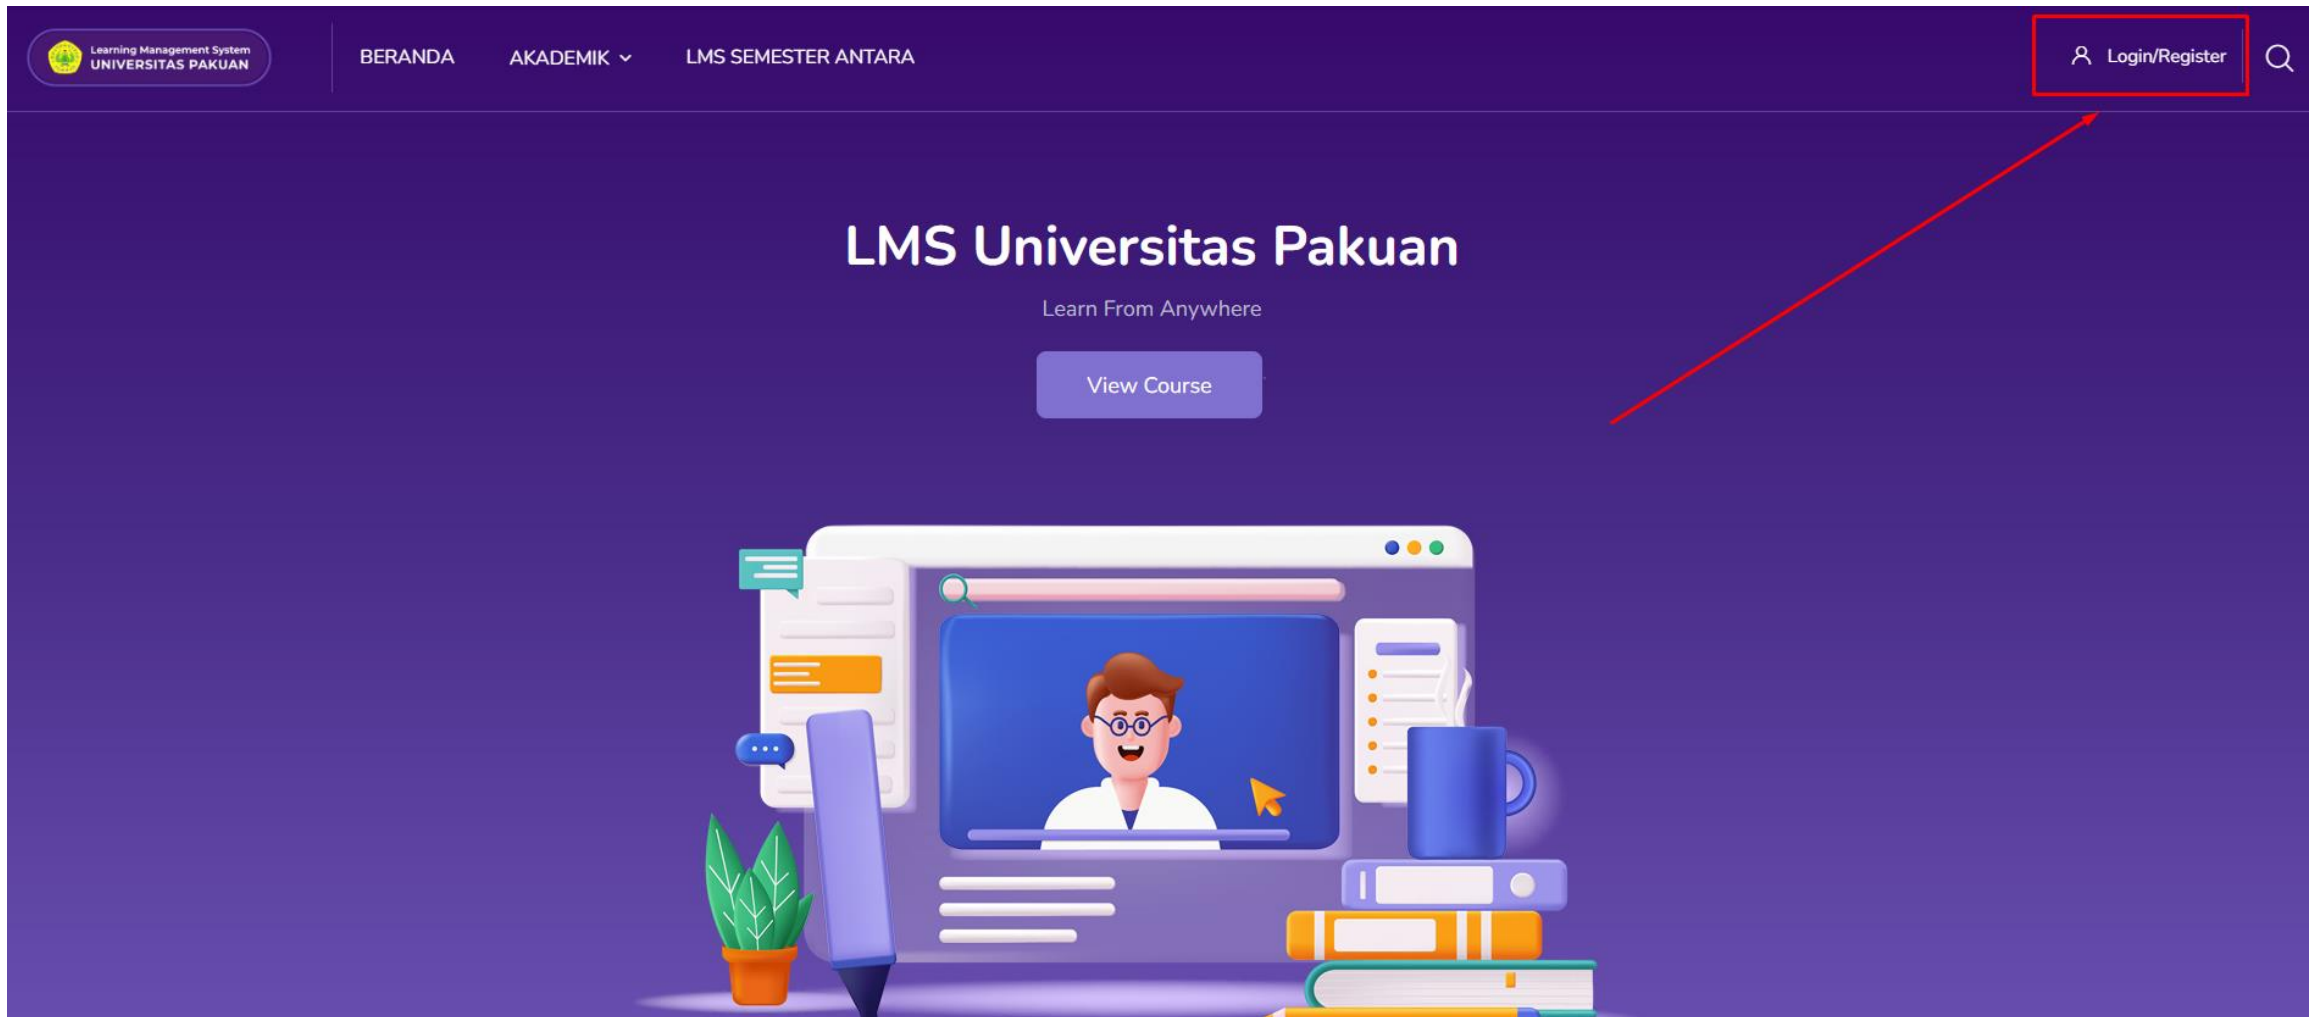 Learning Management System
UNIVERSITAS PAKUAN
BERANDA
AKADEMIK
LMS SEMESTER ANTARA
Login/Register
LMS Universitas Pakuan
Learn From Anywhere
View Course